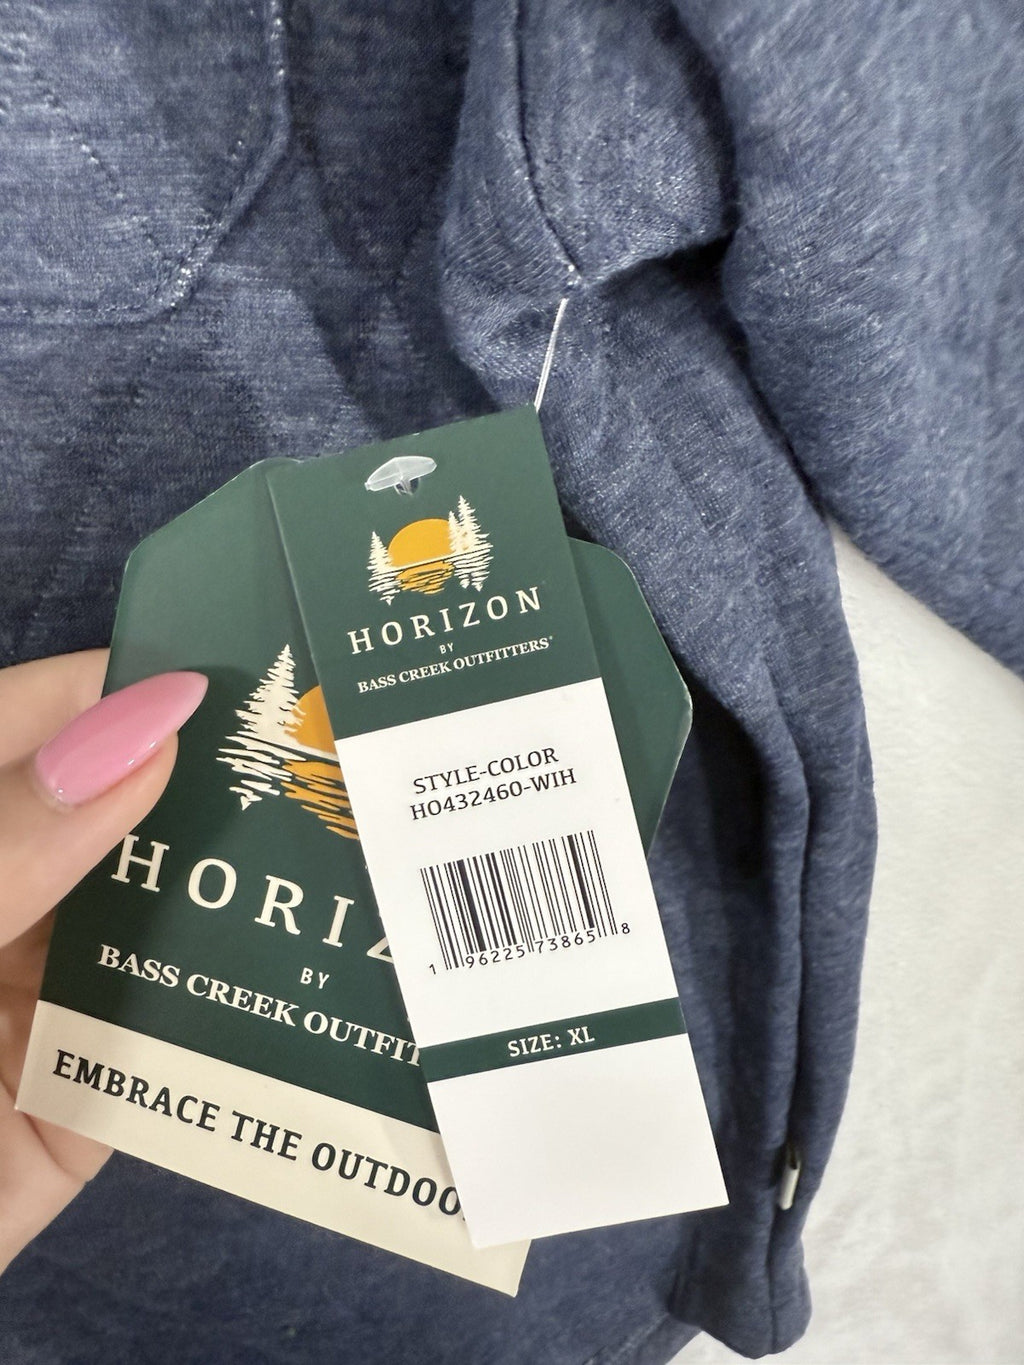 HORIZON
BY
BASS CREEK OUTFITTERS®
STYLE-COLOR
HO432460-WIH
1 96225 73865 8
SIZE: XL
HORIZ
BY
BASS CREEK OUTFIT
EMBRACE THE OUTDOO